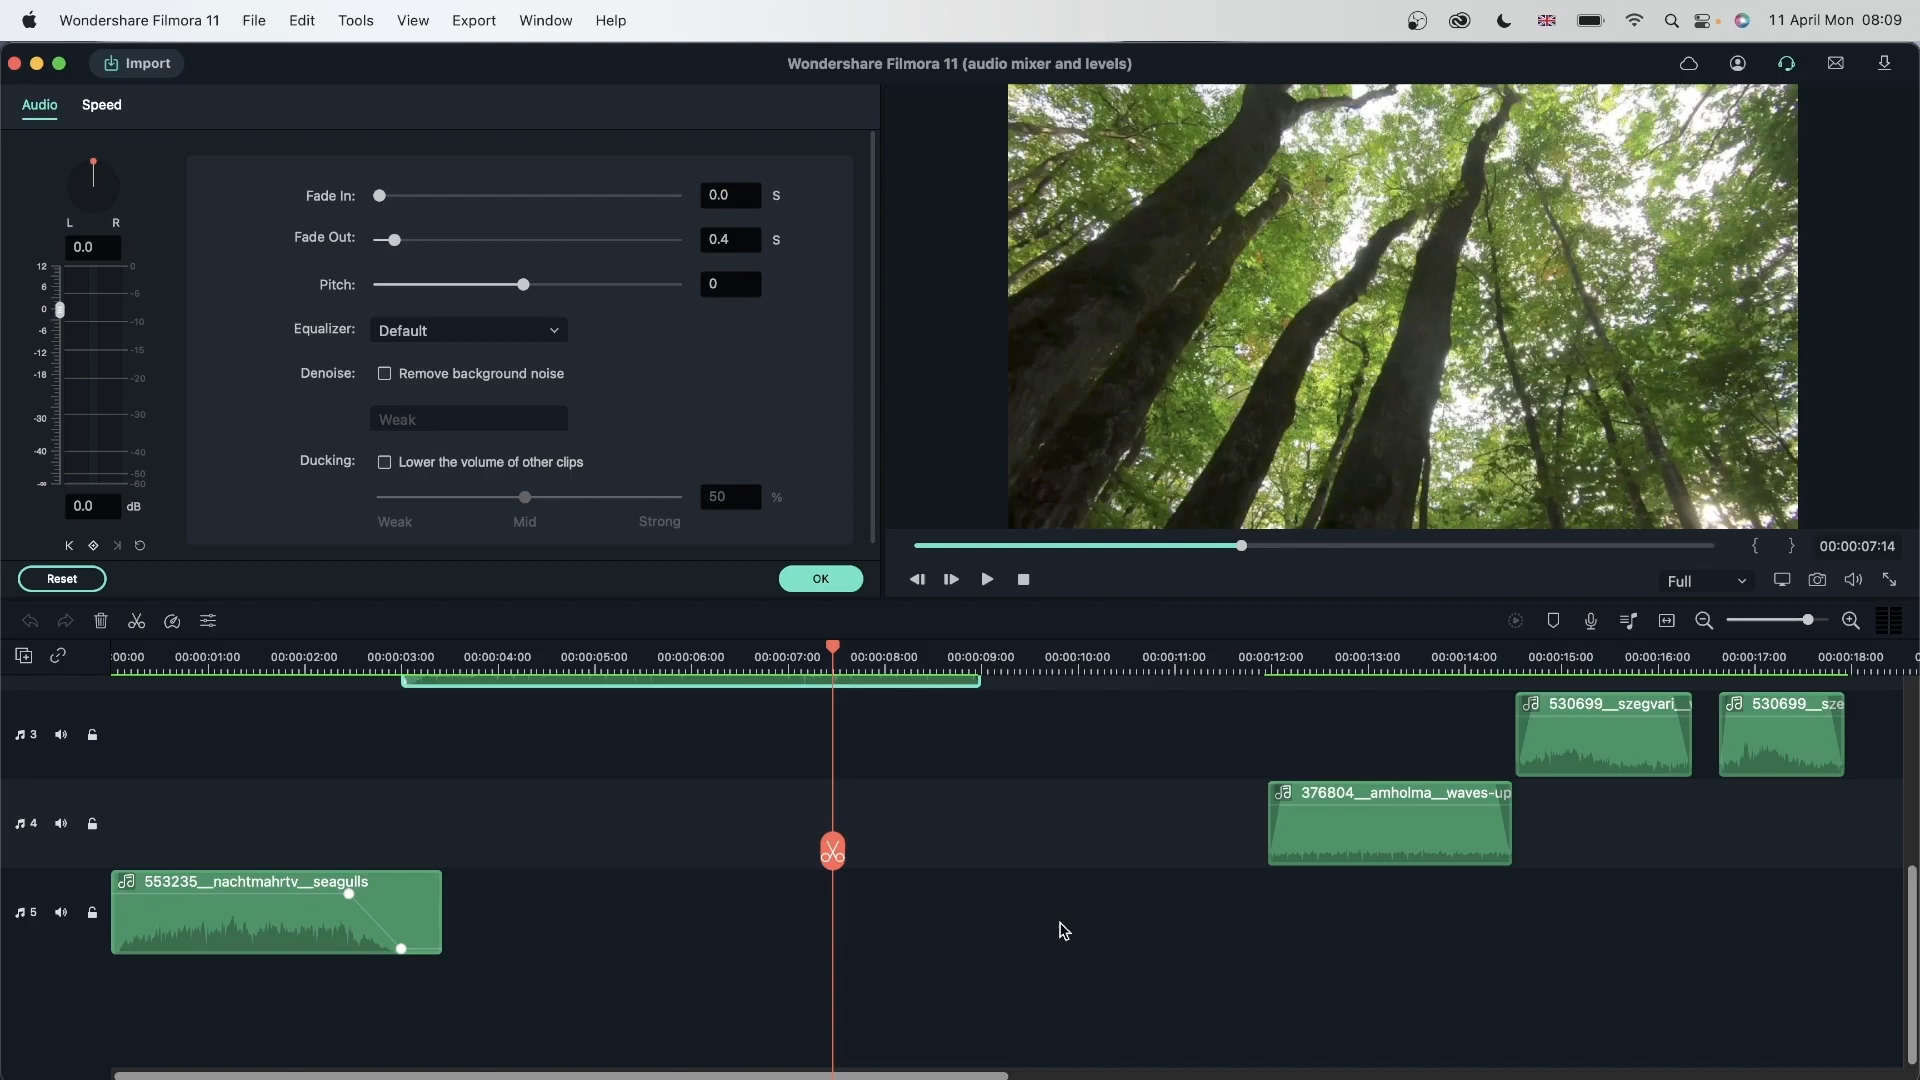 Wondershare Filmora 11 File Edit Tools View Export Window Help 11 April Mon 08:09
Import Wondershare Filmora 11 (audio mixer and levels)
Audio Speed
Fade In: 0.0 S
L R
Fade Out: 0.4 S
0.0
Pitch: 0
Equalizer: Default
Denoise: Remove background noise
Weak
Ducking: Lower the volume of other clips
50 %
Weak Mid Strong
12 6 0 -6 -12 -18 -30 -40 -∞
0 -5 -10 -15 -20 -30 -40 -50 -60
0.0 dB
Reset OK
{ } 00:00:07:14
Full
:00:00 00:00:01:00 00:00:02:00 00:00:03:00 00:00:04:00 00:00:05:00 00:00:06:00 00:00:07:00 00:00:08:00 00:00:09:00 00:00:10:00 00:00:11:00 00:00:12:00 00:00:13:00 00:00:14:00 00:00:15:00 00:00:16:00 00:00:17:00 00:00:18:00
530699__szegvari__ 530699__sze
3
376804__amholma__waves-up
4
553235__nachtmahrtv__seagulls
5